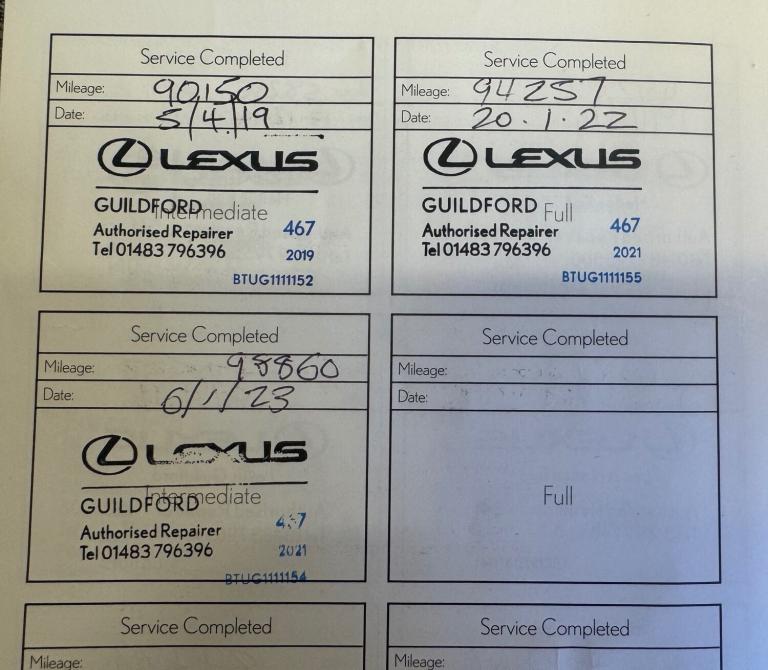 Service Completed
Mileage: 90150
Date: 5/4/19
LEXUS
GUILDFORD
Intermediate
Authorised Repairer 467
Tel 01483 796396 2019
BTUG1111152
Service Completed
Mileage: 94257
Date: 20.1.22
LEXUS
GUILDFORD
Full
Authorised Repairer 467
Tel 01483 796396 2021
BTUG1111155
Service Completed
Mileage: 98860
Date: 6/1/23
LEXUS
GUILDFORD
Intermediate
Authorised Repairer 467
Tel 01483 796396 2021
BTUG1111154
Service Completed
Mileage:
Date:
Full
Service Completed
Mileage:
Service Completed
Mileage: